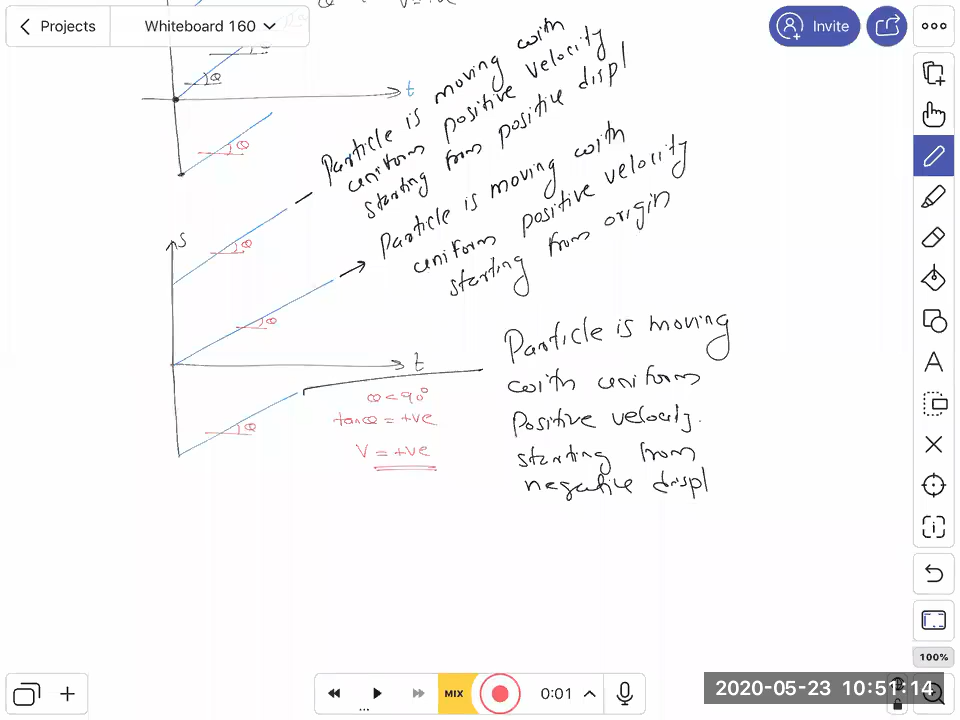 Projects
Whiteboard 160
Invite
t
θ
θ
θ
Particle is moving with
uniform positive velocity
starting from positive displ
Particle is moving with
uniform positive velocity
starting from origin
s
θ
θ
t
θ
θ < 90°
tanθ = +ve
V = +ve
Particle is moving
with uniform
Positive velocity.
starting from
negative displ
A
100%
MIX
0:01
2020-05-23 10:51:14